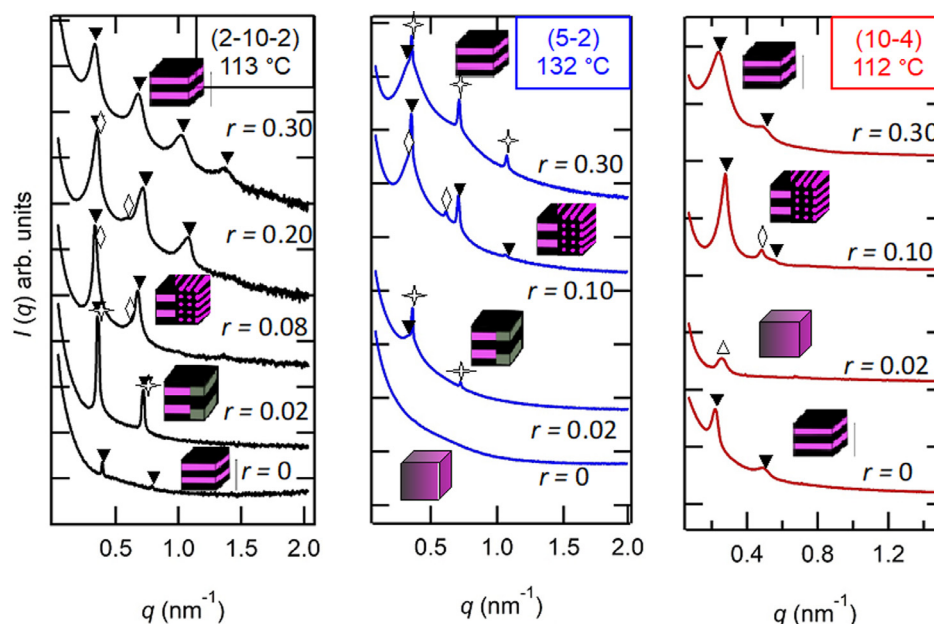 I (q) arb. units
(2-10-2)
113 °C
r = 0.30
r = 0.20
r = 0.08
r = 0.02
r = 0
0.5 1.0 1.5 2.0
q (nm⁻¹)
(5-2)
132 °C
r = 0.30
r = 0.10
r = 0.02
r = 0
0.5 1.0 1.5 2.0
q (nm⁻¹)
(10-4)
112 °C
r = 0.30
r = 0.10
r = 0.02
r = 0
0.4 0.8 1.2
q (nm⁻¹)